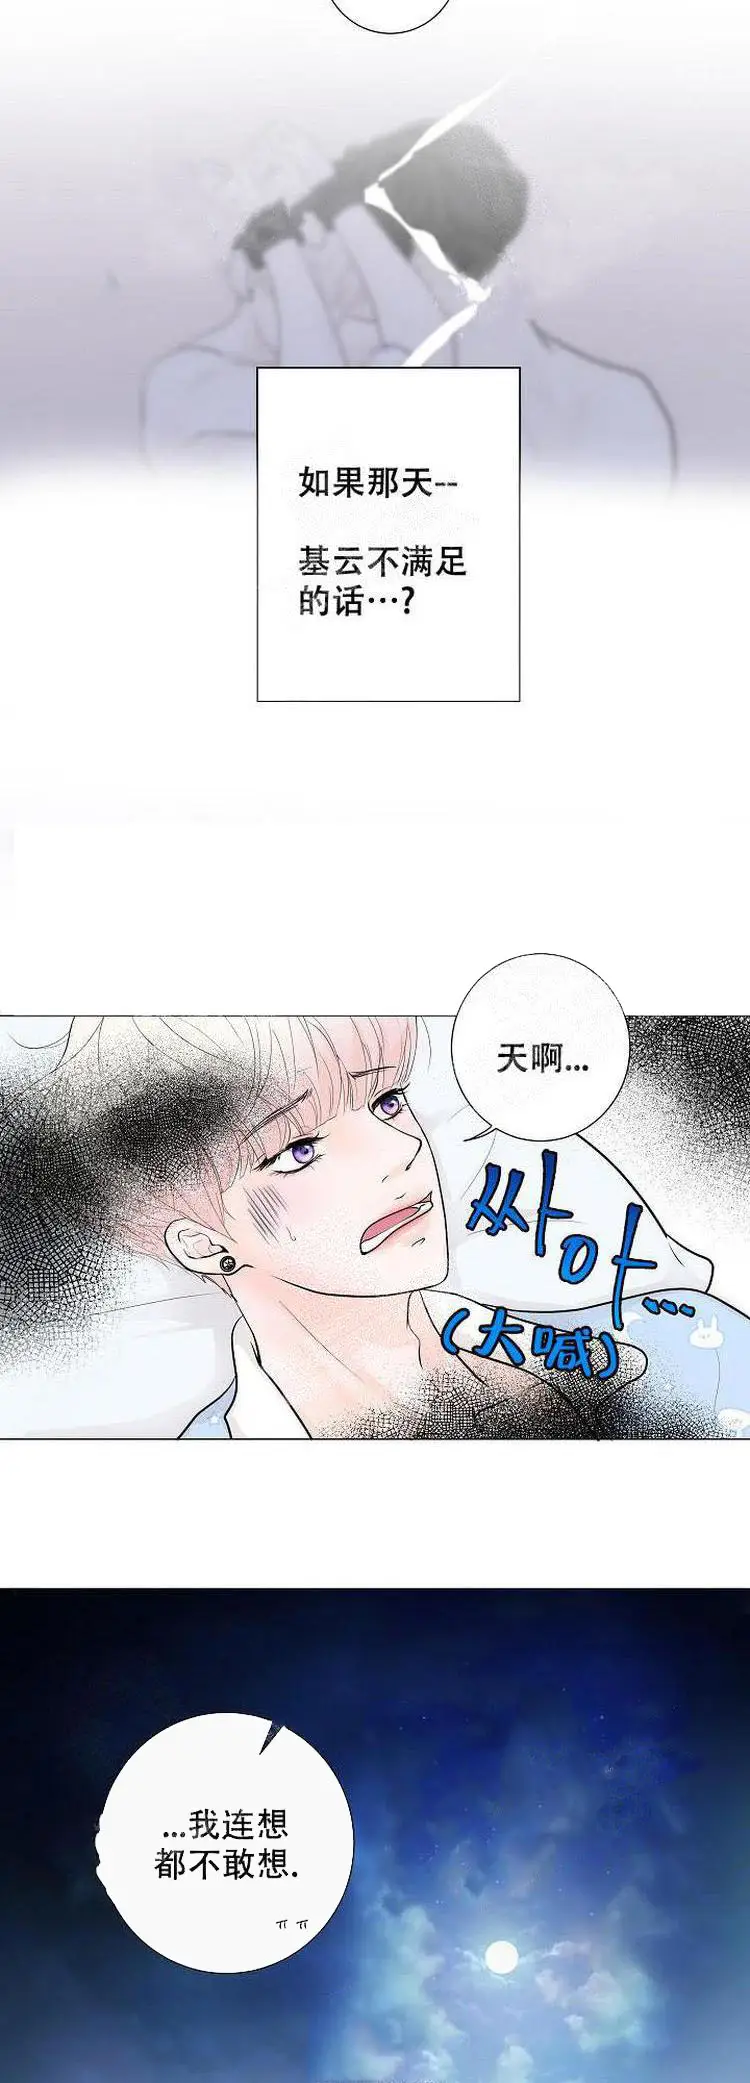 如果那天--
基云不满足
的话…?
天啊...
싸아...
(大喊)
...我连想
都不敢想.
ㅠㅠ